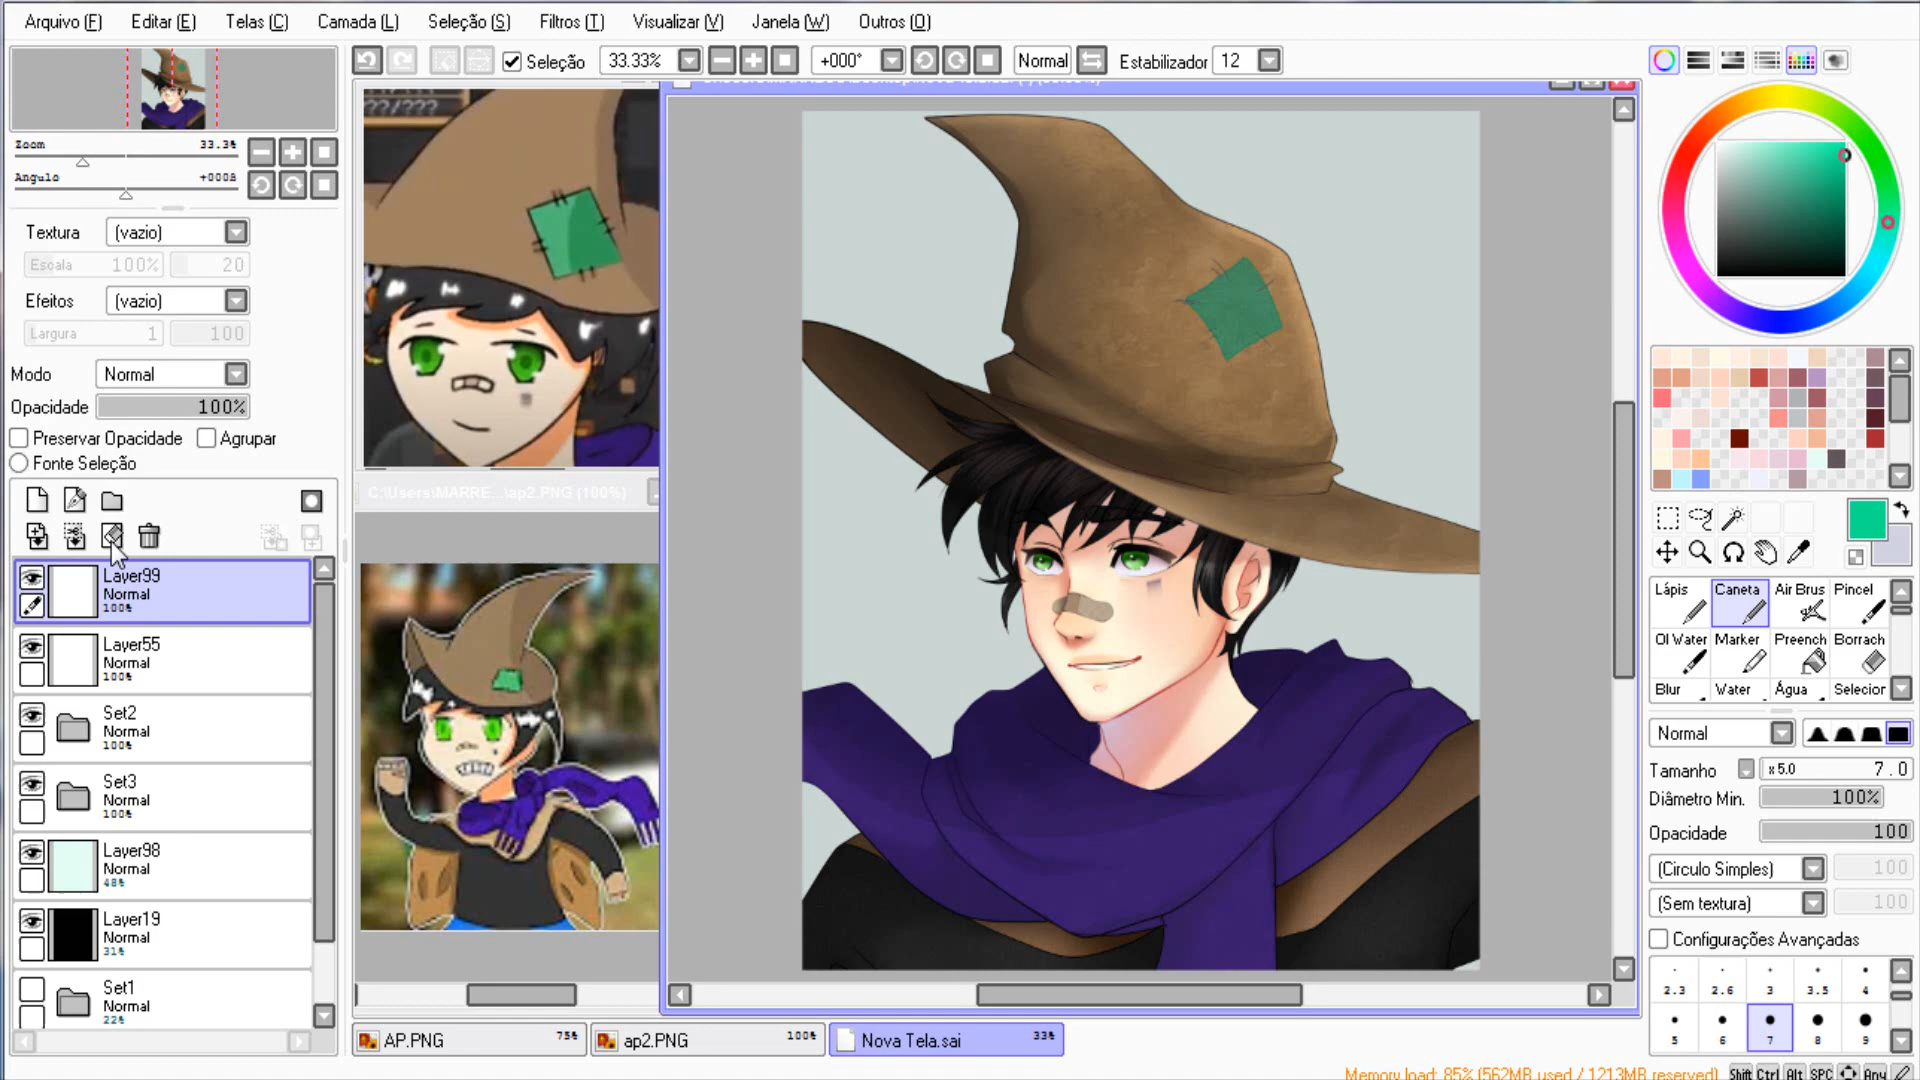 Arquivo (F) Editar (E) Telas (C) Camada (L) Seleção (S) Filtros (T) Visualizar (V) Janela (W) Outros (O)
Seleção 33.33% +000° Normal Estabilizador 12
Zoom 33.3%
Angulo +000º
Textura (vazio)
Escala 100% 20
Efeitos (vazio)
Largura 1 100
Modo Normal
Opacidade 100%
Preservar Opacidade Agrupar
Fonte Seleção
Layer99
Normal
100%
Layer55
Normal
100%
Set2
Normal
100%
Set3
Normal
100%
Layer98
Normal
48%
Layer19
Normal
31%
Set1
Normal
22%
??/???
C:\Users\MARRE...\ap2.PNG (100%)
AP.PNG 75% ap2.PNG 100% Nova Tela.sai 33%
Lápis Caneta Air Brus Pincel
Ol Water Marker Preench Borrach
Blur Water Água Selecior
Normal
Tamanho x 5.0 7.0
Diâmetro Min. 100%
Opacidade 100
(Circulo Simples) 100
(Sem textura) 100
Configurações Avançadas
2.3 2.6 3 3.5 4
5 6 7 8 9
Memory load: 85% (562MB used / 1213MB reserved) Shift Ctrl Alt SPC Any